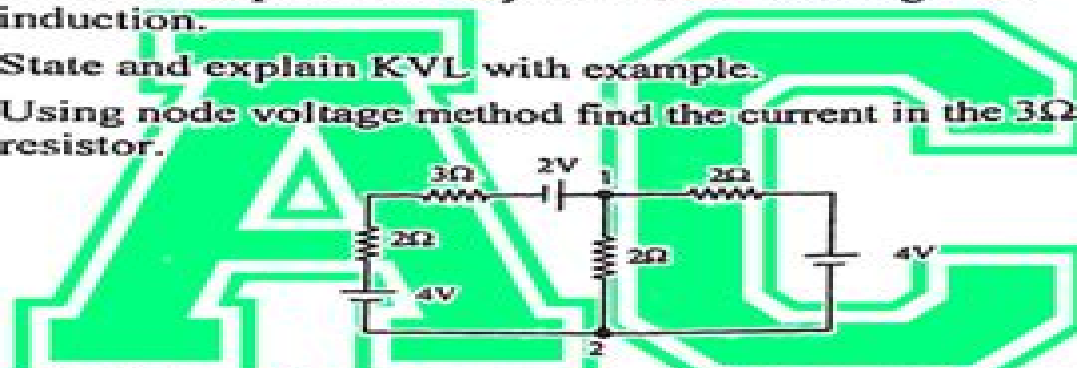 induction.
State and explain KVL with example.
Using node voltage method find the current in the 3Ω
resistor.
3Ω 2V 1 2Ω
2Ω 2Ω 4V
4V
2
AC